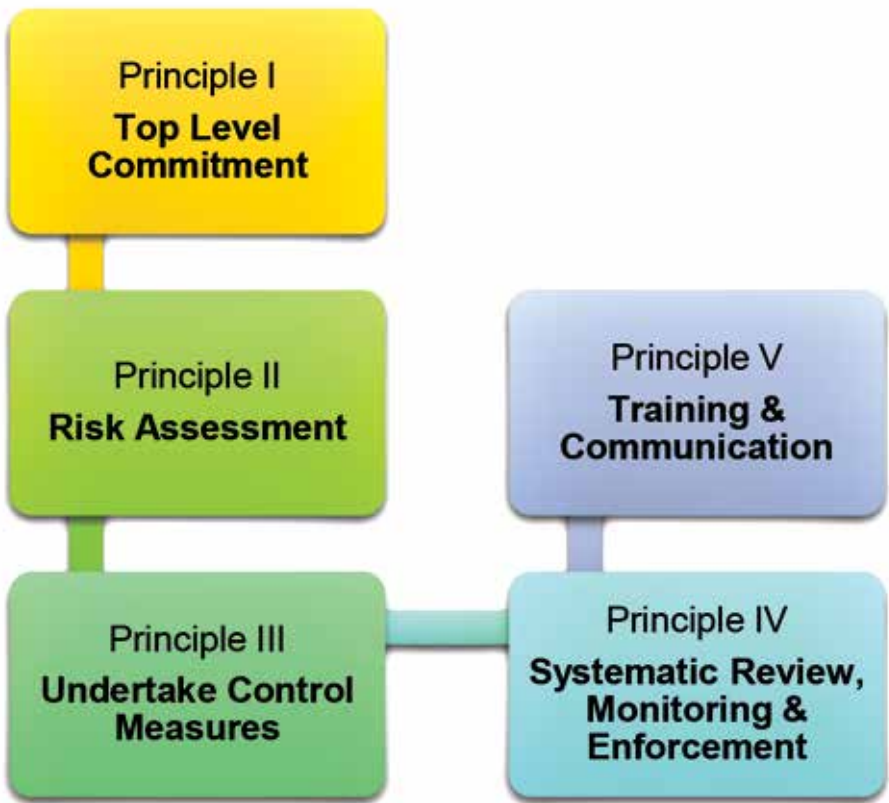 Principle I
Top Level
Commitment
Principle II
Risk Assessment
Principle III
Undertake Control
Measures
Principle IV
Systematic Review,
Monitoring &
Enforcement
Principle V
Training &
Communication